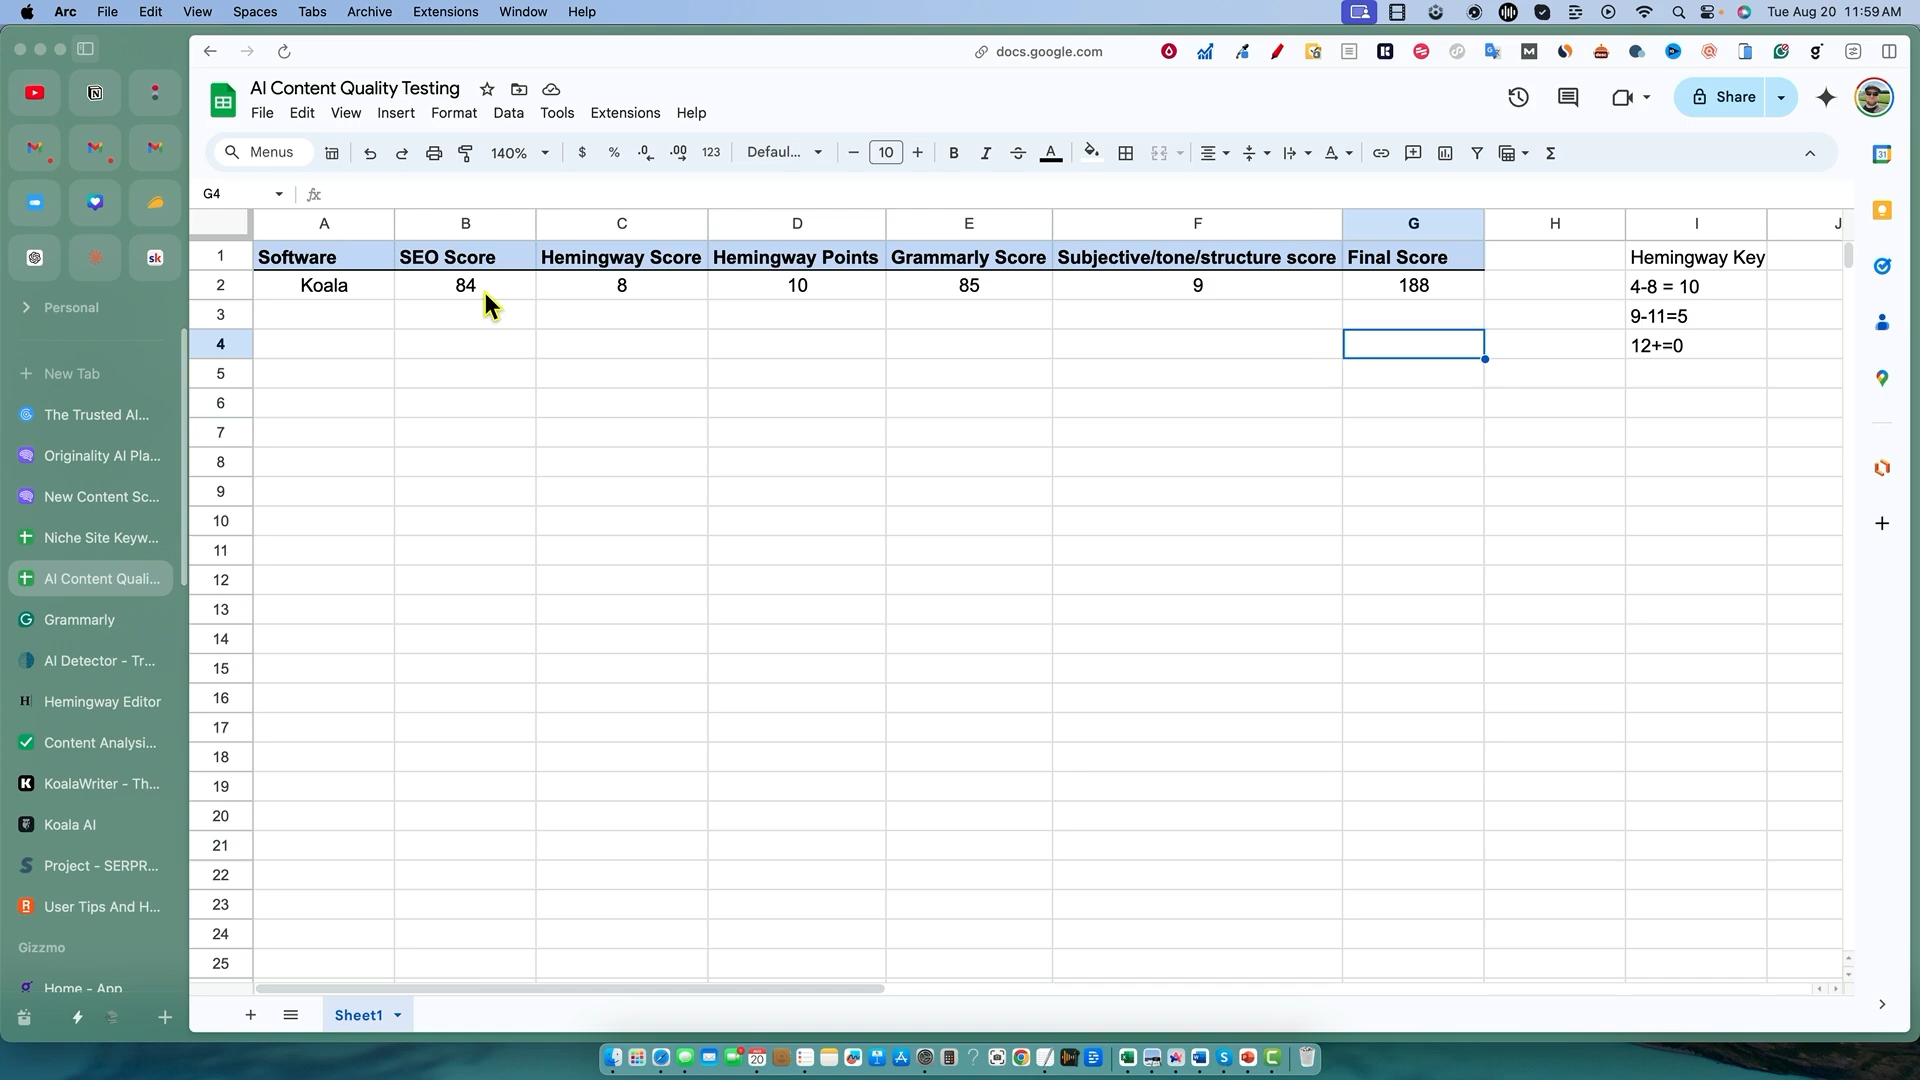 Arc File Edit View Spaces Tabs Archive Extensions Window Help Tue Aug 20 11:59 AM
docs.google.com
AI Content Quality Testing
File Edit View Insert Format Data Tools Extensions Help
Share
Menus 140% $ % .0 .00 123 Defaul... 10
G4
A B C D E F G H I J
1 Software SEO Score Hemingway Score Hemingway Points Grammarly Score Subjective/tone/structure score Final Score Hemingway Key
2 Koala 84 8 10 85 9 188 4-8 = 10
3 9-11=5
4 12+=0
5
6
7
8
9
10
11
12
13
14
15
16
17
18
19
20
21
22
23
24
25
Sheet1
Personal
New Tab
The Trusted AI...
Originality AI Pla...
New Content Sc...
Niche Site Keyw...
AI Content Quali...
Grammarly
AI Detector - Tr...
Hemingway Editor
Content Analysi...
KoalaWriter - Th...
Koala AI
Project - SERPR...
User Tips And H...
Gizzmo
Home - App